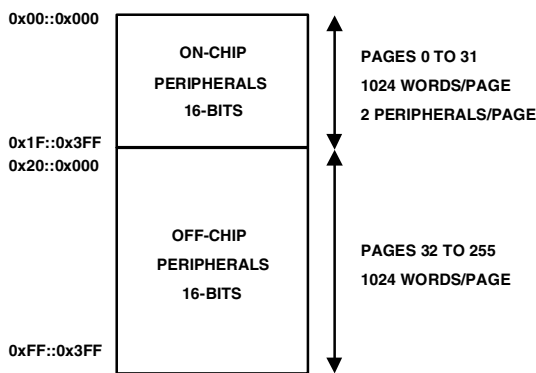 0x00::0x000
ON-CHIP
PERIPHERALS
16-BITS
PAGES 0 TO 31
1024 WORDS/PAGE
2 PERIPHERALS/PAGE
0x1F::0x3FF
0x20::0x000
OFF-CHIP
PERIPHERALS
16-BITS
PAGES 32 TO 255
1024 WORDS/PAGE
0xFF::0x3FF